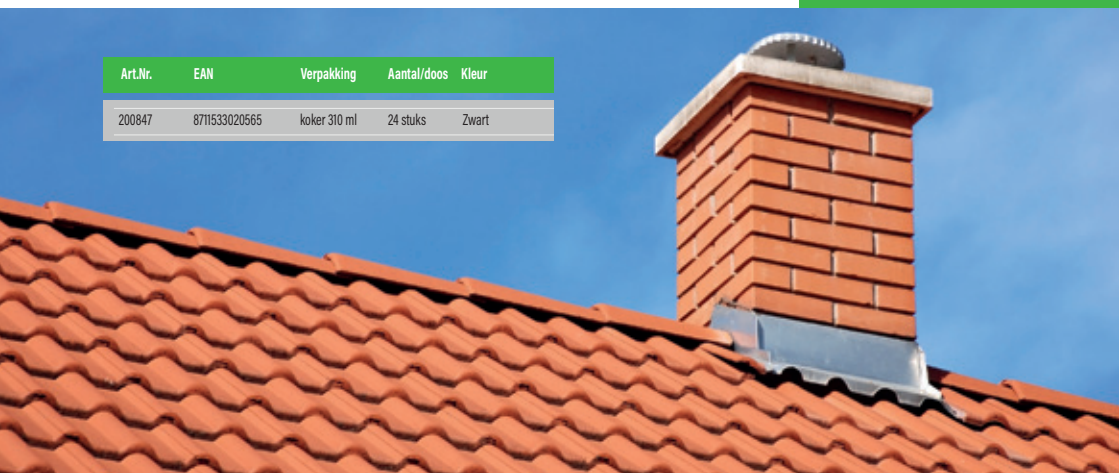 Art.Nr. EAN Verpakking Aantal/doos Kleur
200847 8711533020565 koker 310 ml 24 stuks Zwart